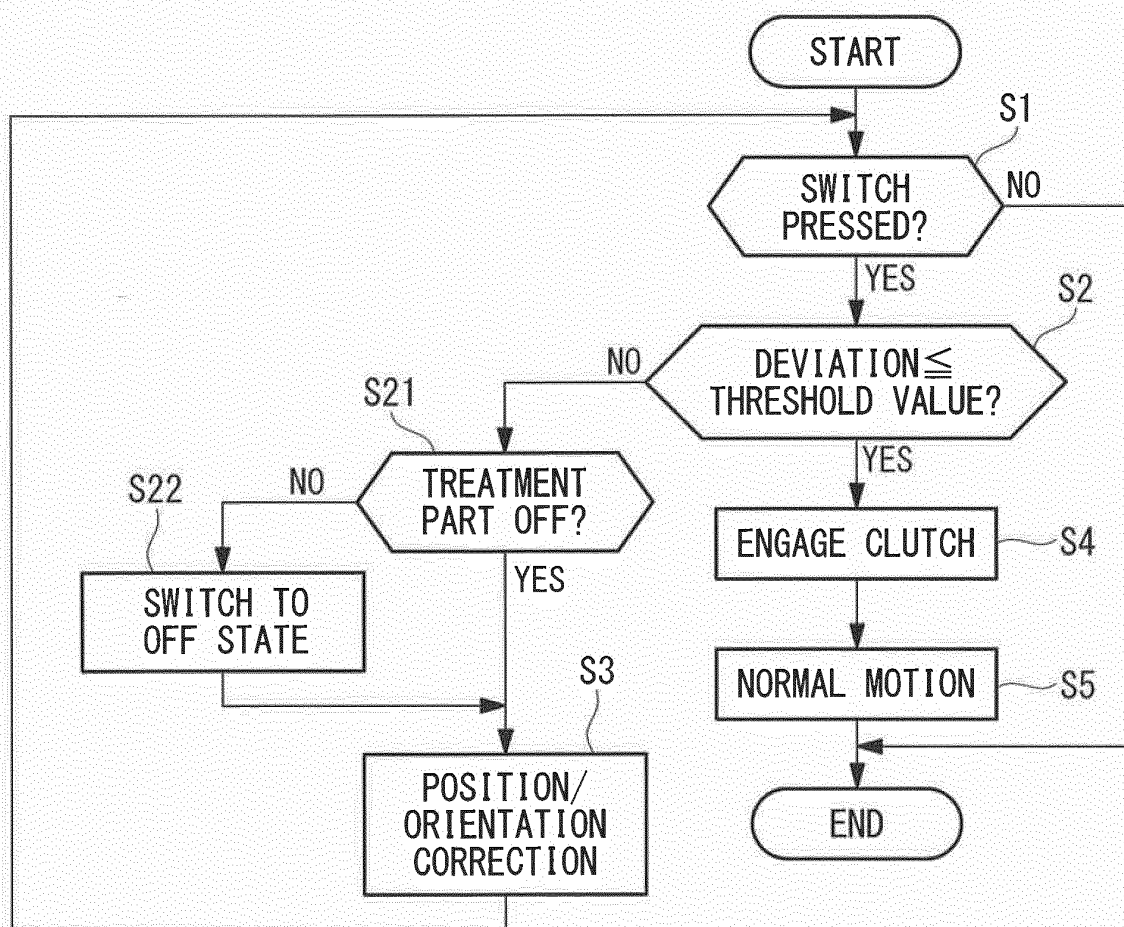 START
S1
SWITCH
PRESSED?
NO
YES
S2
DEVIATION≦
THRESHOLD VALUE?
NO
YES
S21
TREATMENT
PART OFF?
NO
YES
S22
SWITCH TO
OFF STATE
ENGAGE CLUTCH
S4
NORMAL MOTION
S5
S3
POSITION/
ORIENTATION
CORRECTION
END